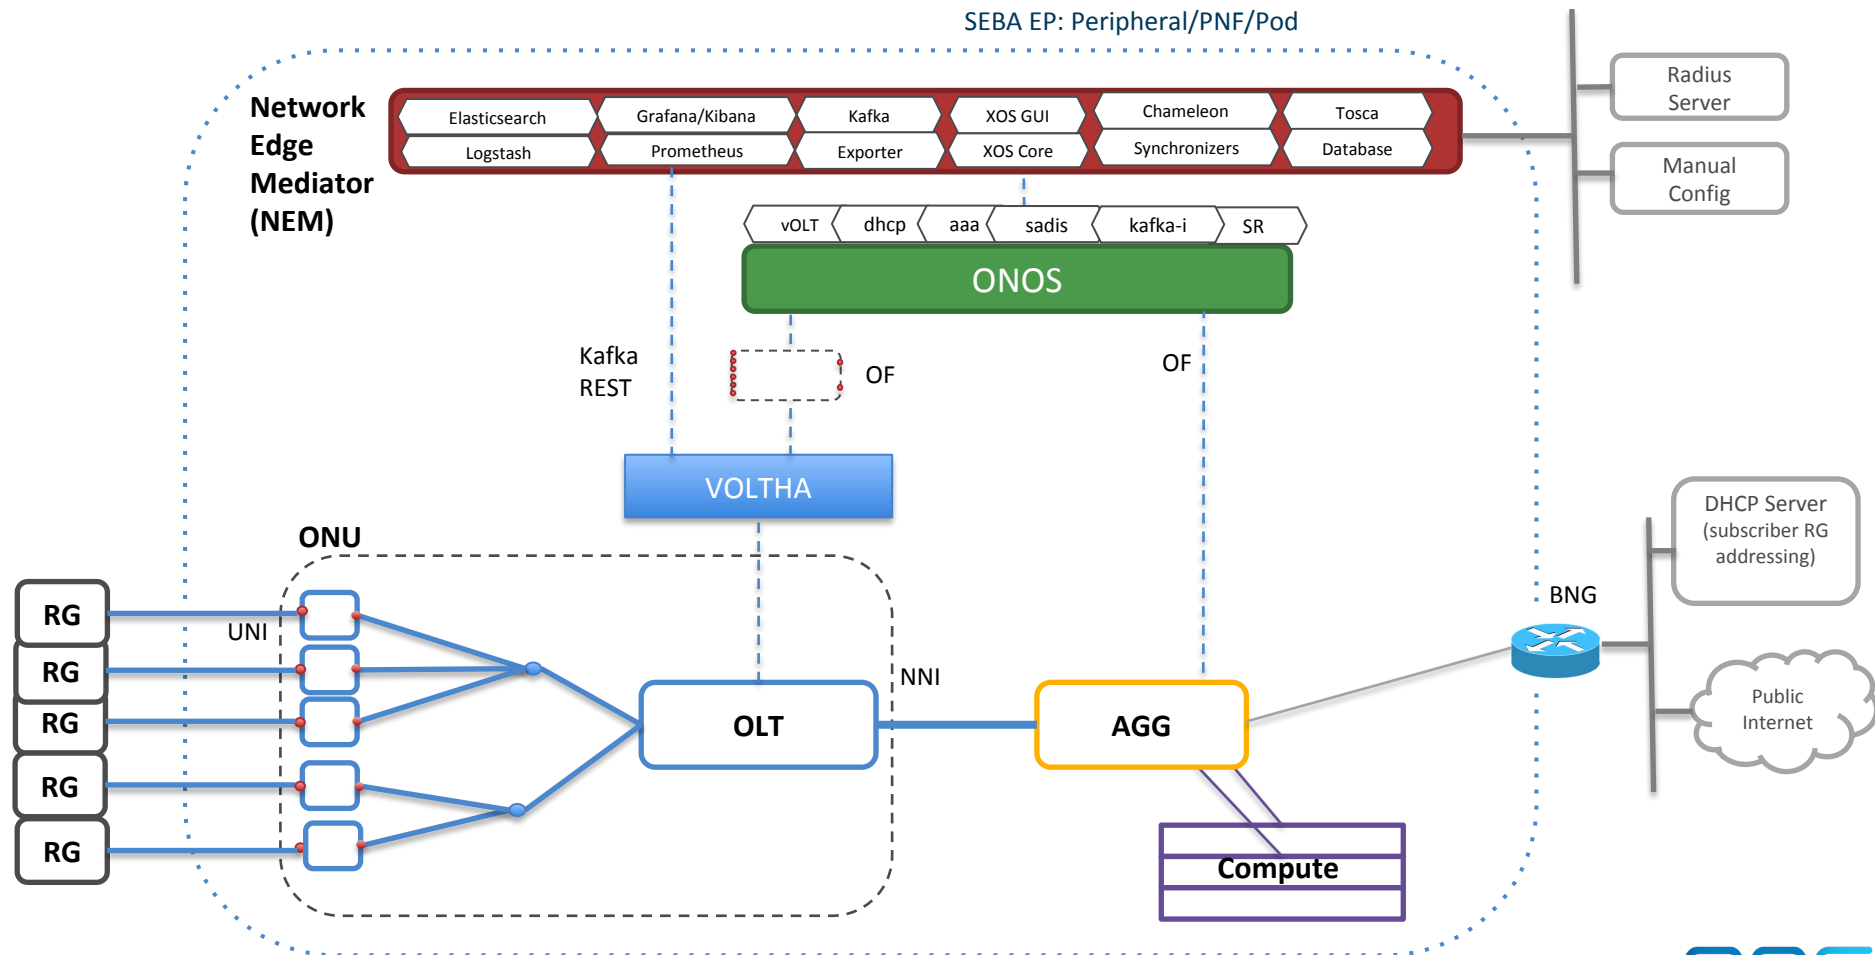 SEBA EP: Peripheral/PNF/Pod
Network
Edge
Mediator
(NEM)
Elasticsearch
Grafana/Kibana
Kafka
XOS GUI
Chameleon
Tosca
Logstash
Prometheus
Exporter
XOS Core
Synchronizers
Database
Radius
Server
Manual
Config
vOLT
dhcp
aaa
sadis
kafka-i
SR
ONOS
Kafka
REST
OF
OF
VOLTHA
ONU
RG
RG
RG
RG
RG
UNI
OLT
NNI
AGG
Compute
BNG
DHCP Server
(subscriber RG
addressing)
Public
Internet